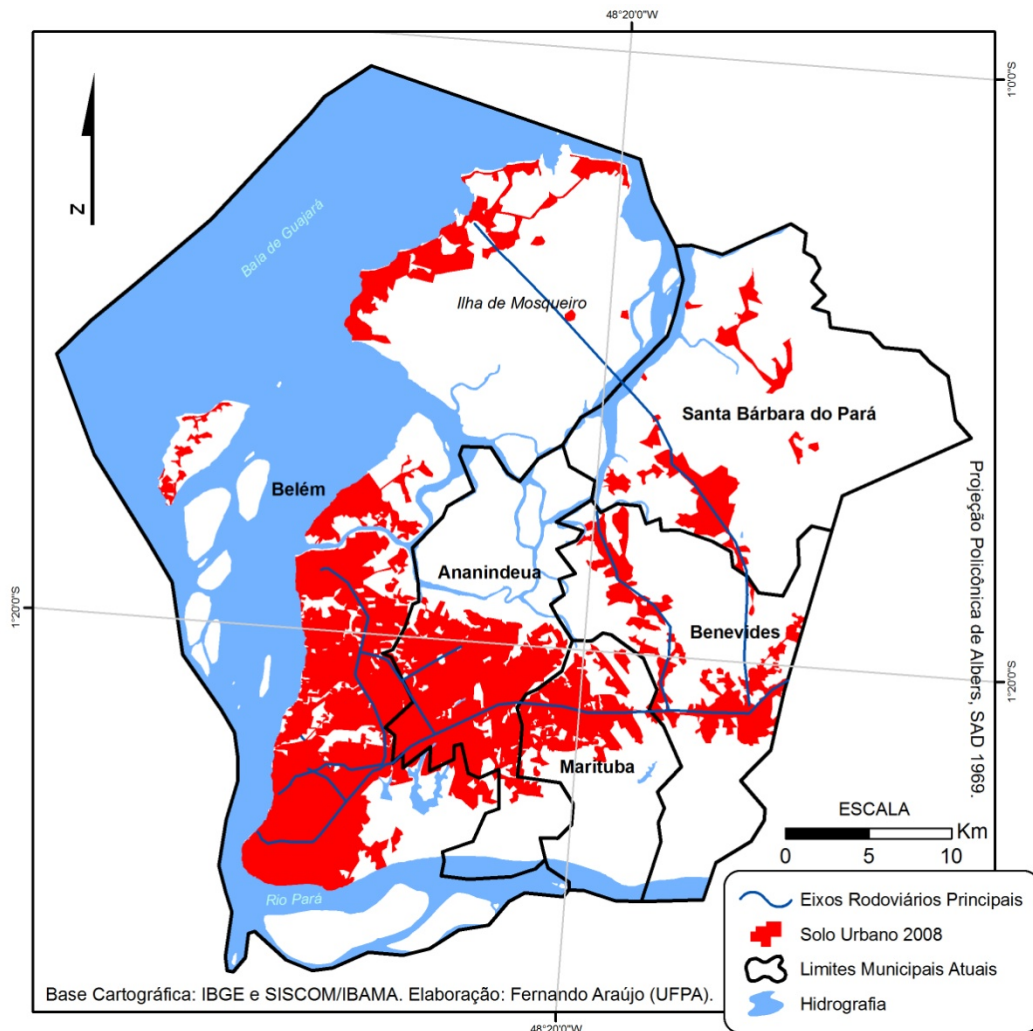 48°20'0"W
1°0'0"S
N
Baía de Guajará
Ilha de Mosqueiro
Santa Bárbara do Pará
Belém
Ananindeua
1°20'0"S
Benevides
1°20'0"S
Marituba
Projeção Policônica de Albers, SAD 1969.
ESCALA
Km
0 5 10
Rio Pará
Eixos Rodoviários Principais
Solo Urbano 2008
Limites Municipais Atuais
Hidrografia
Base Cartográfica: IBGE e SISCOM/IBAMA. Elaboração: Fernando Araújo (UFPA).
48°20'0"W